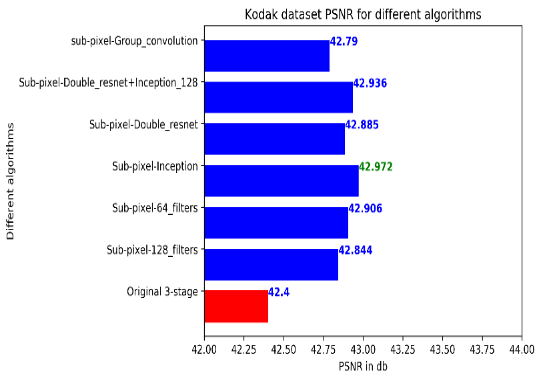 Kodak dataset PSNR for different algorithms
sub-pixel-Group_convolution 42.79
Sub-pixel-Double_resnet+Inception_128 42.936
Sub-pixel-Double_resnet 42.885
Sub-pixel-Inception 42.972
Sub-pixel-64_filters 42.906
Sub-pixel-128_filters 42.844
Original 3-stage 42.4
Different algorithms
42.00 42.25 42.50 42.75 43.00 43.25 43.50 43.75 44.00
PSNR in db